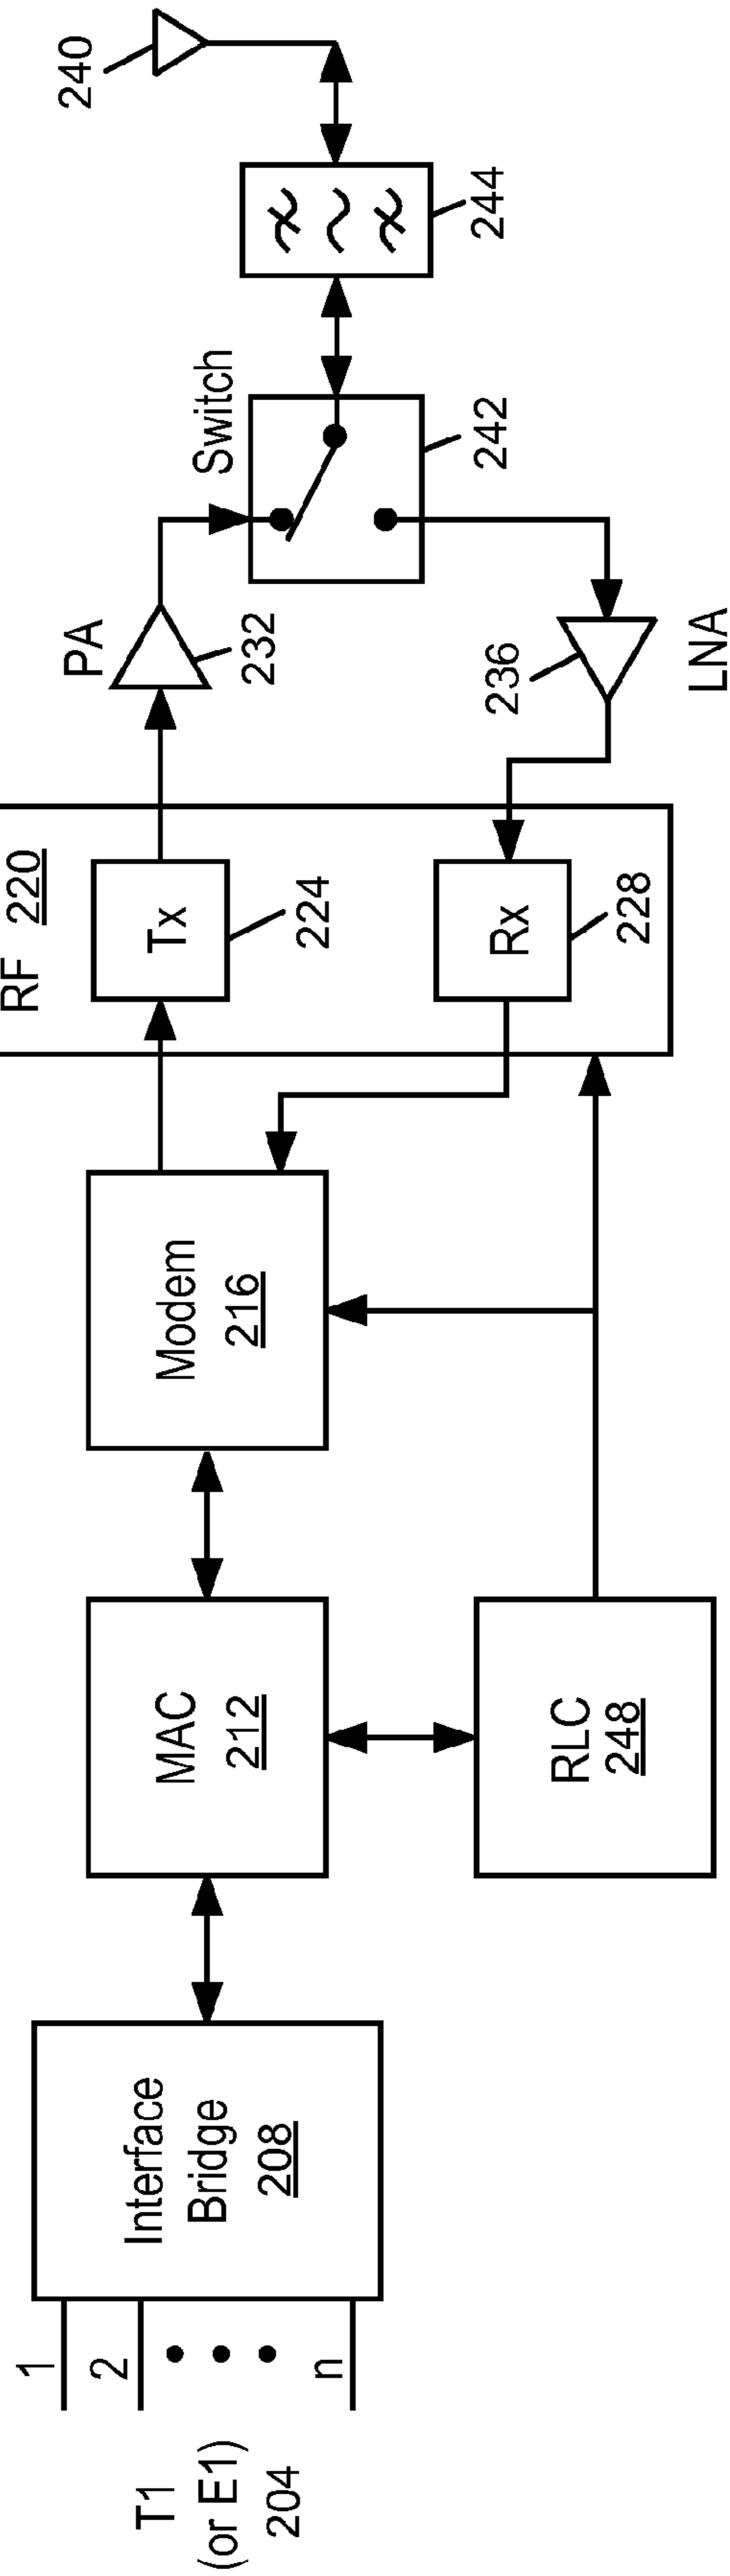 1
2
n
T1
(or E1)
204
Interface
Bridge
208
MAC
212
RLC
248
Modem
216
RF 220
Tx
224
Rx
228
PA
232
236
LNA
Switch
242
244
240